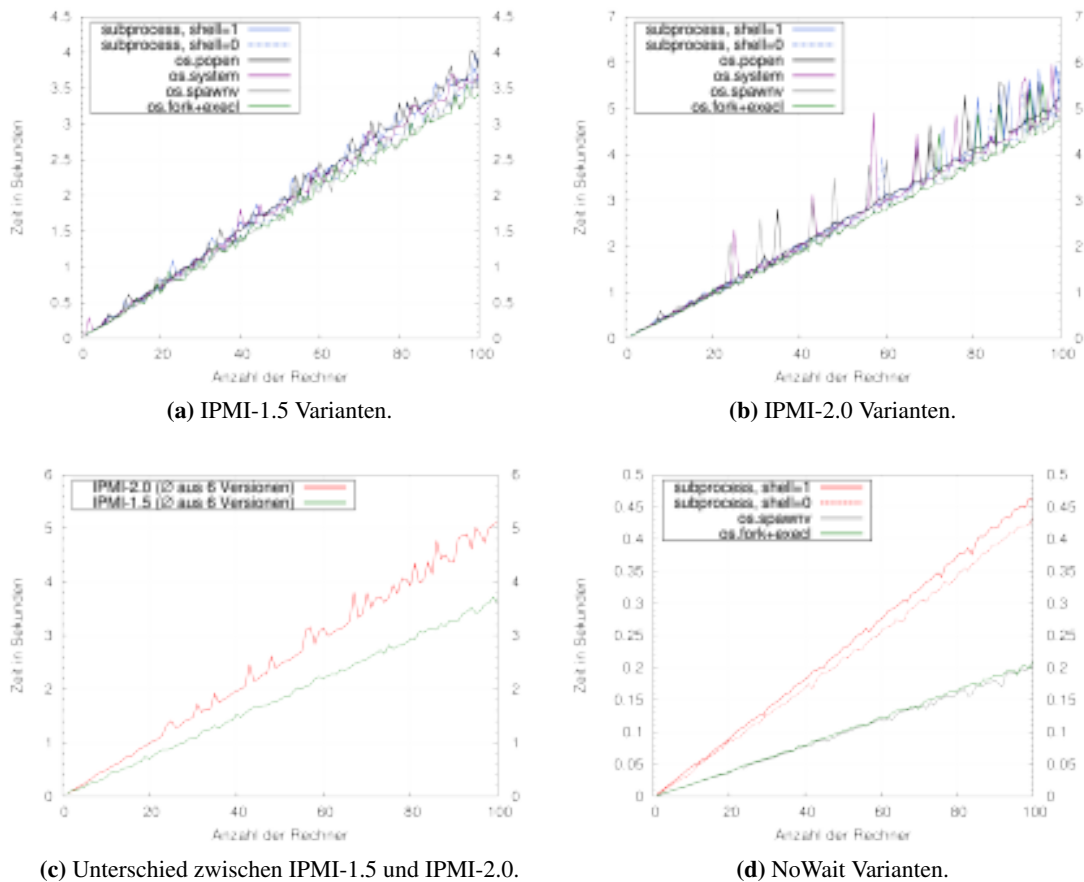 4.5
4
3.5
3
2.5
2
1.5
1
0.5
0
Zeit in Sekunden
subprocess, shell=1
subprocess, shell=0
os.popen
os.system
os.spawnv
os.fork+execl
4.5
4
3.5
3
2.5
2
1.5
1
0.5
0
0 20 40 60 80 100
Anzahl der Rechner
(a) IPMI-1.5 Varianten.
7
6
5
4
3
2
1
0
Zeit in Sekunden
subprocess, shell=1
subprocess, shell=0
os.popen
os.system
os.spawnv
os.fork+execl
7
6
5
4
3
2
1
0
0 20 40 60 80 100
Anzahl der Rechner
(b) IPMI-2.0 Varianten.
6
5
4
3
2
1
0
Zeit in Sekunden
IPMI-2.0 (Ø aus 6 Versionen)
IPMI-1.5 (Ø aus 6 Versionen)
6
5
4
3
2
1
0
0 20 40 60 80 100
Anzahl der Rechner
(c) Unterschied zwischen IPMI-1.5 und IPMI-2.0.
0.5
0.45
0.4
0.35
0.3
0.25
0.2
0.15
0.1
0.05
0
Zeit in Sekunden
subprocess, shell=1
subprocess, shell=0
os.spawnv
os.fork+execl
0.5
0.45
0.4
0.35
0.3
0.25
0.2
0.15
0.1
0.05
0
0 20 40 60 80 100
Anzahl der Rechner
(d) NoWait Varianten.